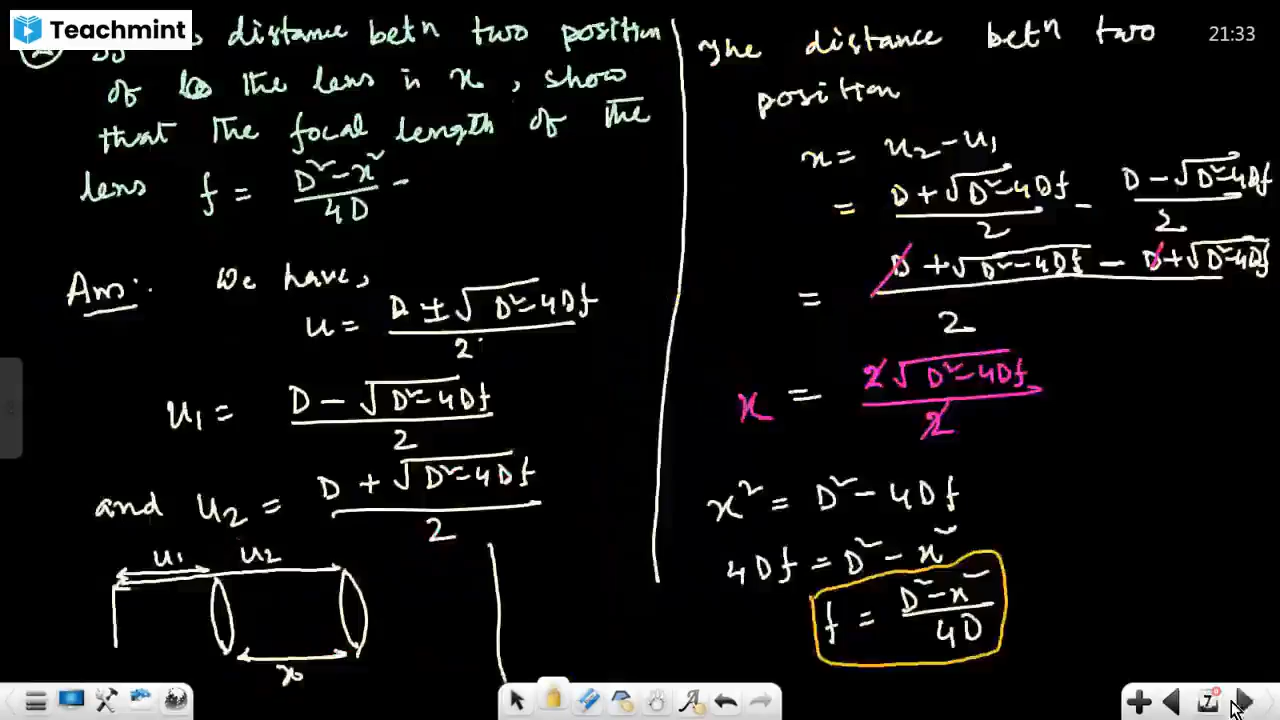 Teachmint
distance betn two position
of the lens is x, show
that the focal length of the
lens f = D²-x² / 4D
Ans:. We have,
u = D ± √D²-4Df / 2
u₁ = D - √D²-4Df / 2
and u₂ = D + √D²-4Df / 2
u₁ u₂
x
21:33
The distance betn two
position
x = u₂ - u₁
= D + √D²-4Df / 2 - D - √D²-4Df / 2
= D + √D²-4Df - D + √D²-4Df / 2
x = 2√D²-4Df / 2
x² = D² - 4Df
4Df = D² - x²
f = D²-x² / 4D
7